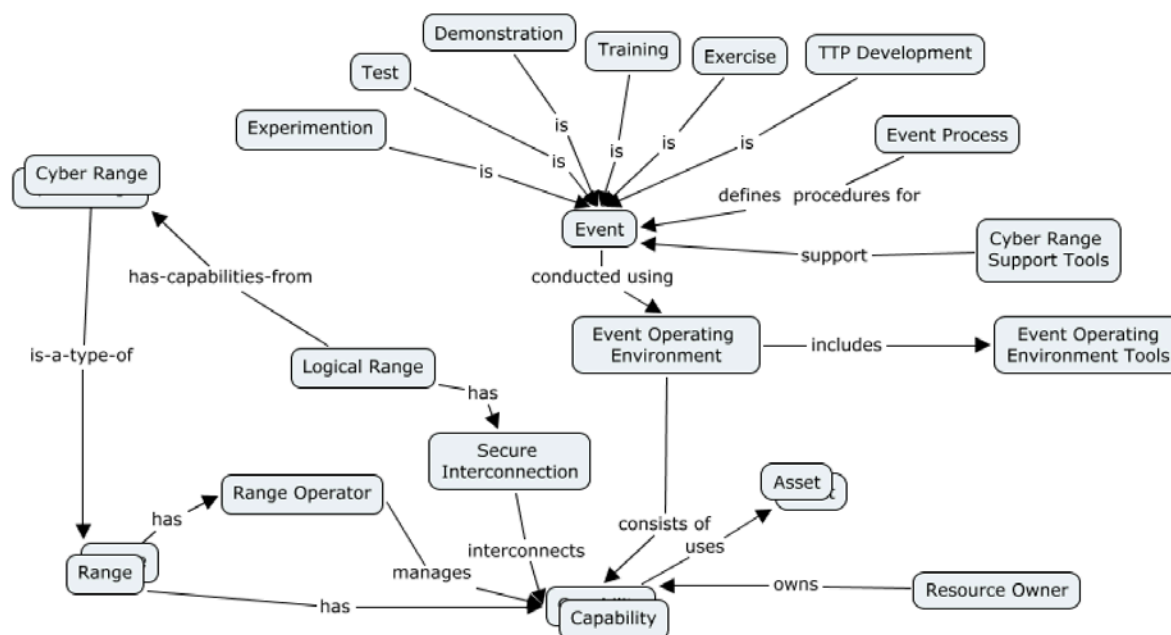 Demonstration
Training
Exercise
TTP Development
Test
Experimention
is
is
is
is
is
is
Event Process
defines procedures for
Cyber Range
Event
Cyber Range
Support Tools
support
has-capabilities-from
conducted using
Event Operating
Environment
includes
Event Operating
Environment Tools
is-a-type-of
Logical Range
has
Secure
Interconnection
Range Operator
has
Asset
consists of
uses
interconnects
manages
Range
has
Capability
owns
Resource Owner